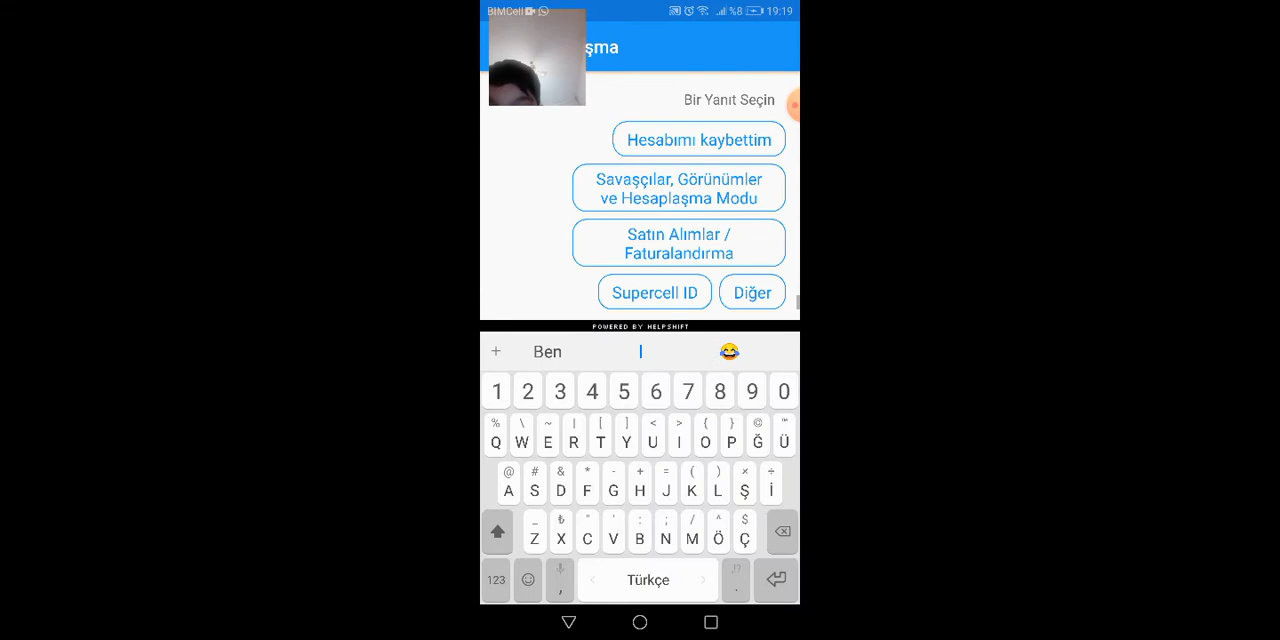 BIMCell %8 19:19
şma
Bir Yanıt Seçin
Hesabımı kaybettim
Savaşçılar, Görünümler
ve Hesaplaşma Modu
Satın Alımlar /
Faturalandırma
Supercell ID Diğer
POWERED BY HELPSHIFT
+ Ben I 😂
1 2 3 4 5 6 7 8 9 0
% \ ~ | [ ] < > { } © ™
Q W E R T Y U I O P Ğ Ü
@ # & * - + = ( ) × ÷
A S D F G H J K L Ş İ
_ ₺ " ' : ; / ^ $
Z X C V B N M Ö Ç
123 , Türkçe !? .